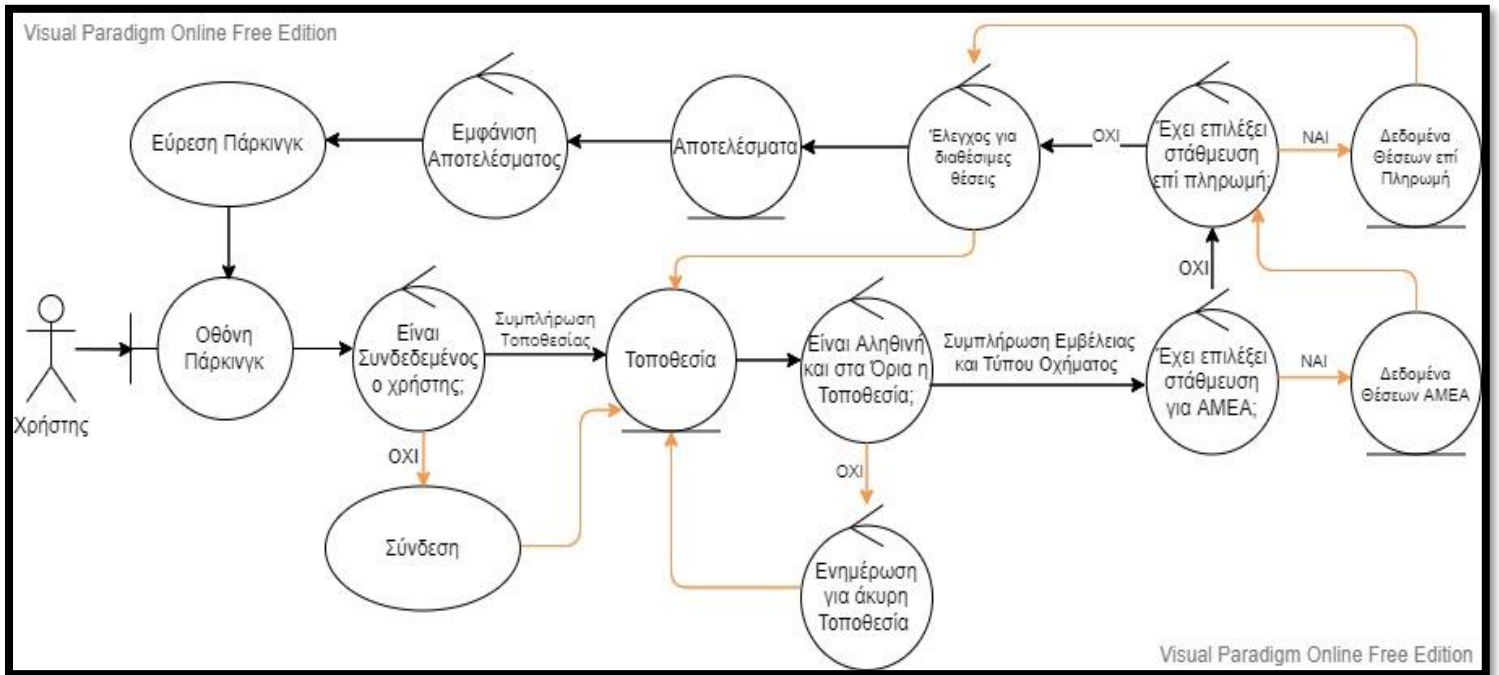 Visual Paradigm Online Free Edition
Εύρεση Πάρκινγκ
Εμφάνιση
Αποτελέσματος
Αποτελέσματα
Έλεγχος για
διαθέσιμες
θέσεις
ΟΧΙ
Έχει επιλέξει
στάθμευση
επί πληρωμή;
ΝΑΙ
Δεδομένα
Θέσεων επί
Πληρωμή
ΟΧΙ
Χρήστης
Οθόνη
Πάρκινγκ
Είναι
Συνδεδεμένος
ο χρήστης;
Συμπλήρωση
Τοποθεσίας
Τοποθεσία
Είναι Αληθινή
και στα Όρια η
Τοποθεσία;
Συμπλήρωση Εμβέλειας
και Τύπου Οχήματος
Έχει επιλέξει
στάθμευση
για ΑΜΕΑ;
ΝΑΙ
Δεδομένα
Θέσεων ΑΜΕΑ
ΟΧΙ
Σύνδεση
ΟΧΙ
Ενημέρωση
για άκυρη
Τοποθεσία
Visual Paradigm Online Free Edition